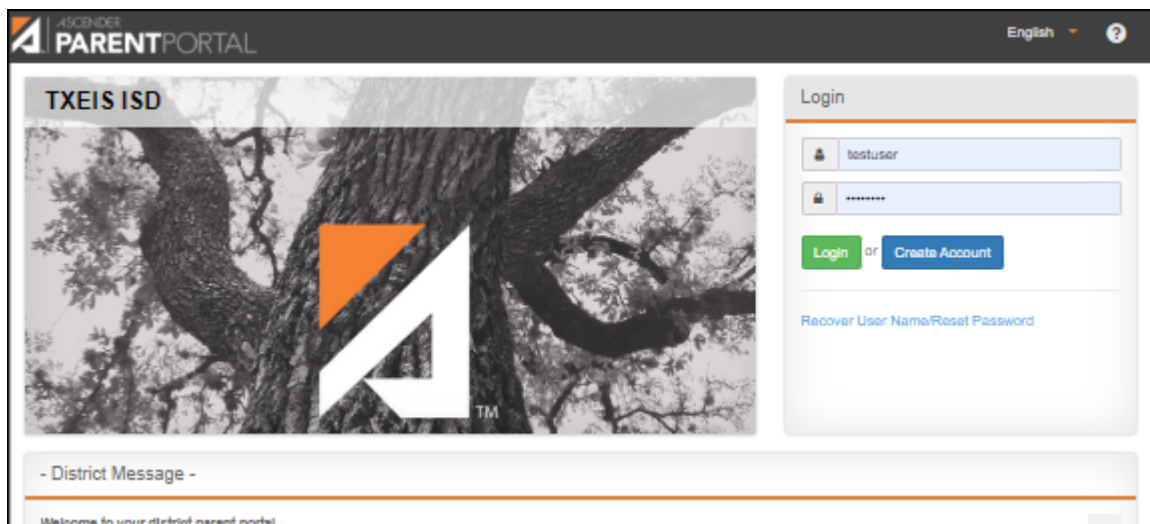 ASCENDER
PARENTPORTAL
English
TXEIS ISD
TM
Login
testuser
Login or Create Account
Recover User Name/Reset Password
- District Message -
Welcome to your district parent portal